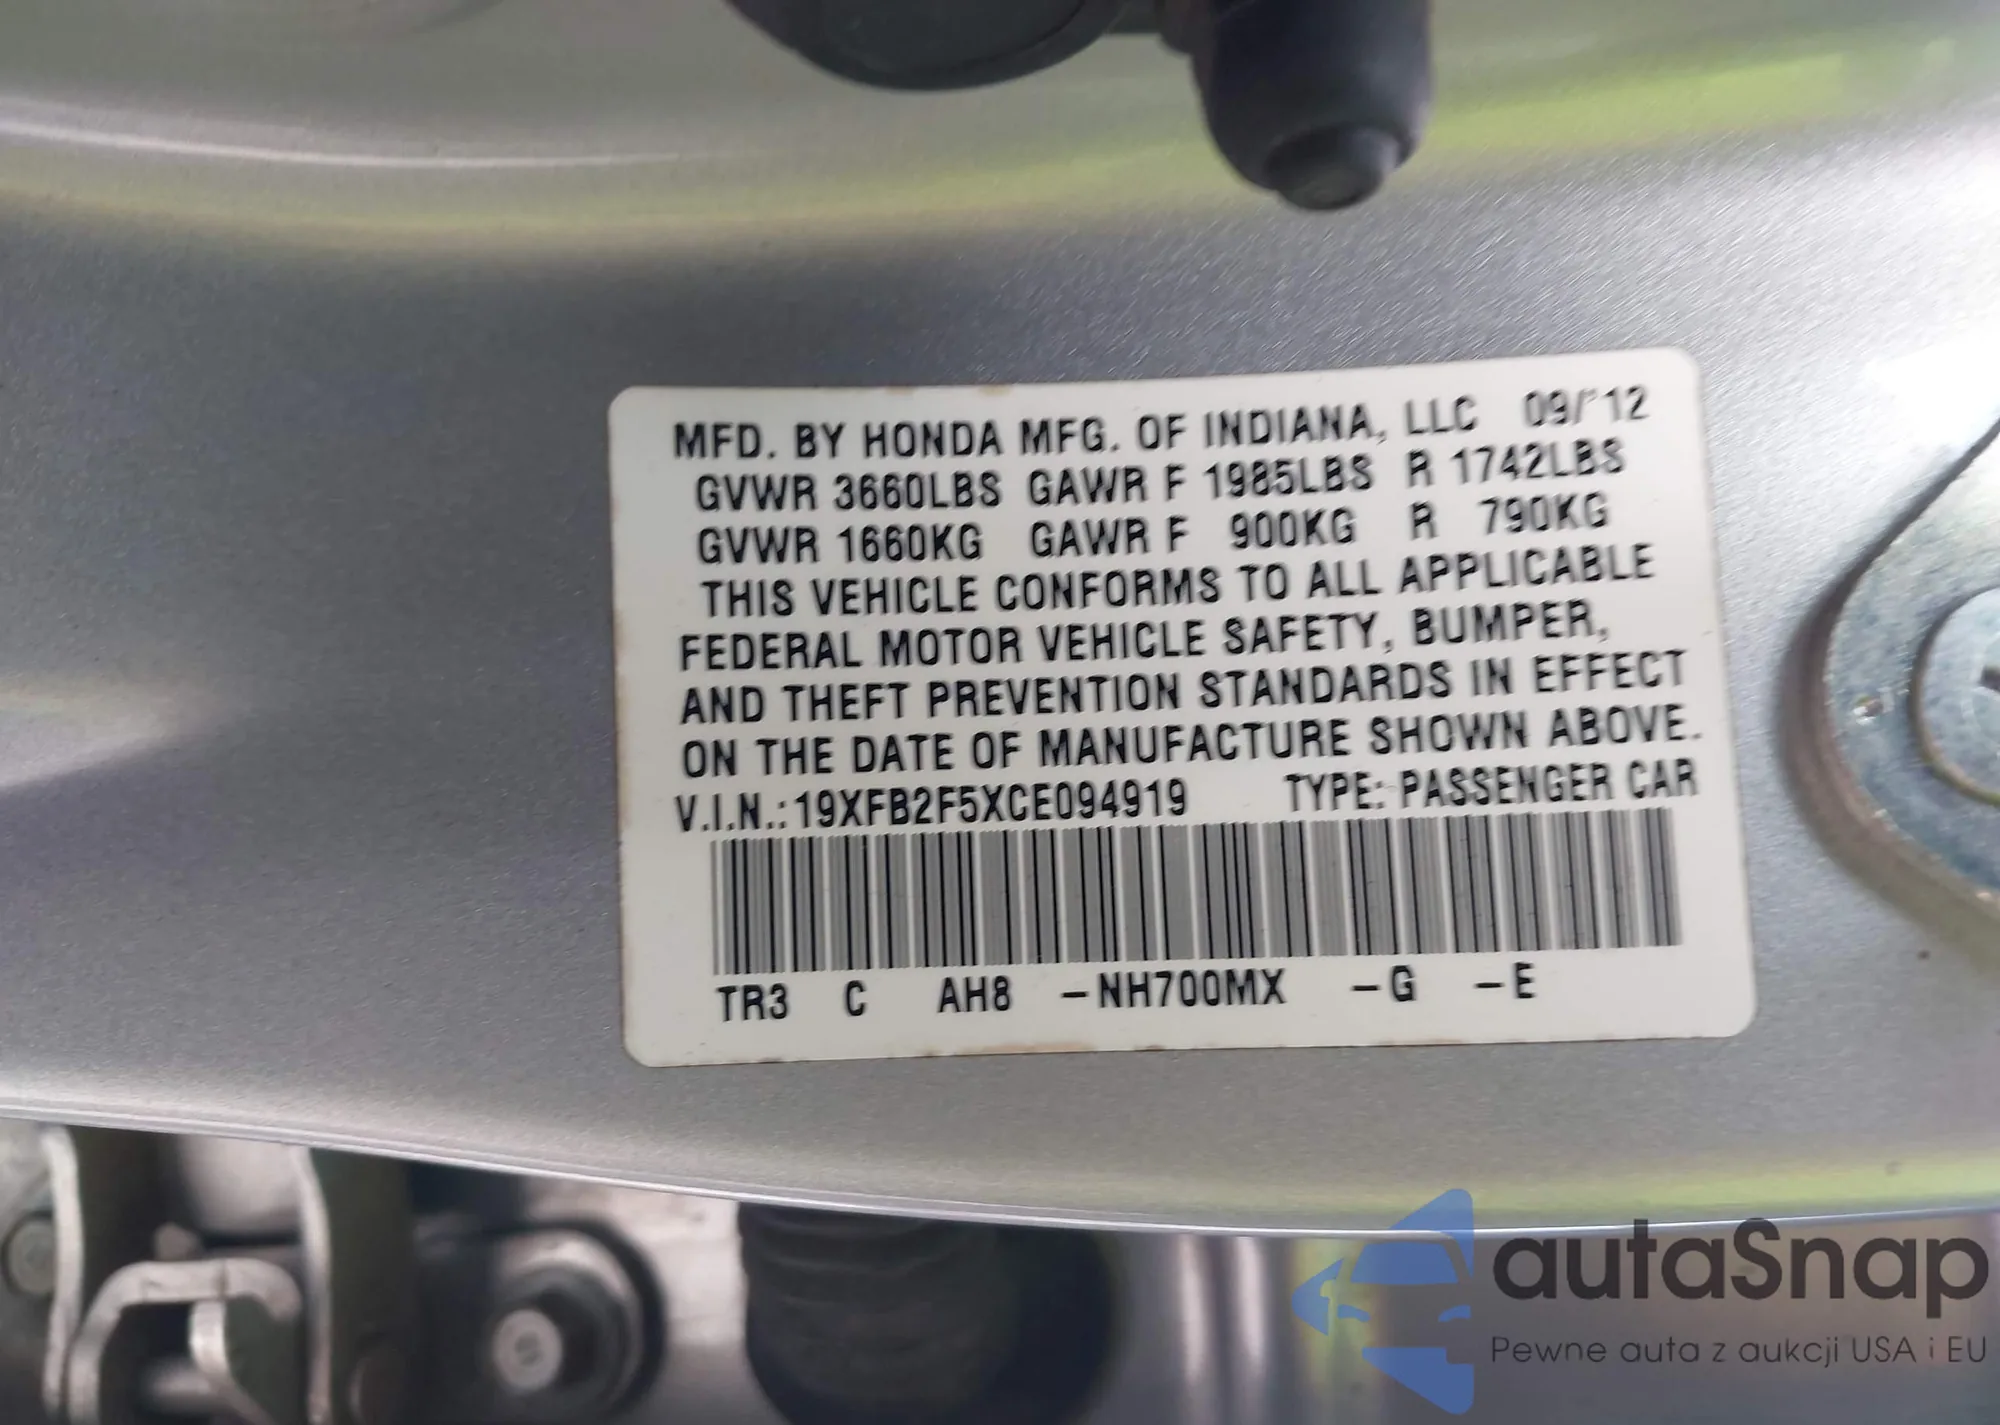 MFD. BY HONDA MFG. OF INDIANA, LLC 09/'12
GVWR 3660LBS GAWR F 1985LBS R 1742LBS
GVWR 1660KG GAWR F 900KG R 790KG
THIS VEHICLE CONFORMS TO ALL APPLICABLE
FEDERAL MOTOR VEHICLE SAFETY, BUMPER,
AND THEFT PREVENTION STANDARDS IN EFFECT
ON THE DATE OF MANUFACTURE SHOWN ABOVE.
V.I.N.:19XFB2F5XCE094919 TYPE: PASSENGER CAR
TR3 C AH8 -NH700MX -G -E
autaSnap
Pewne auta z aukcji USA i EU